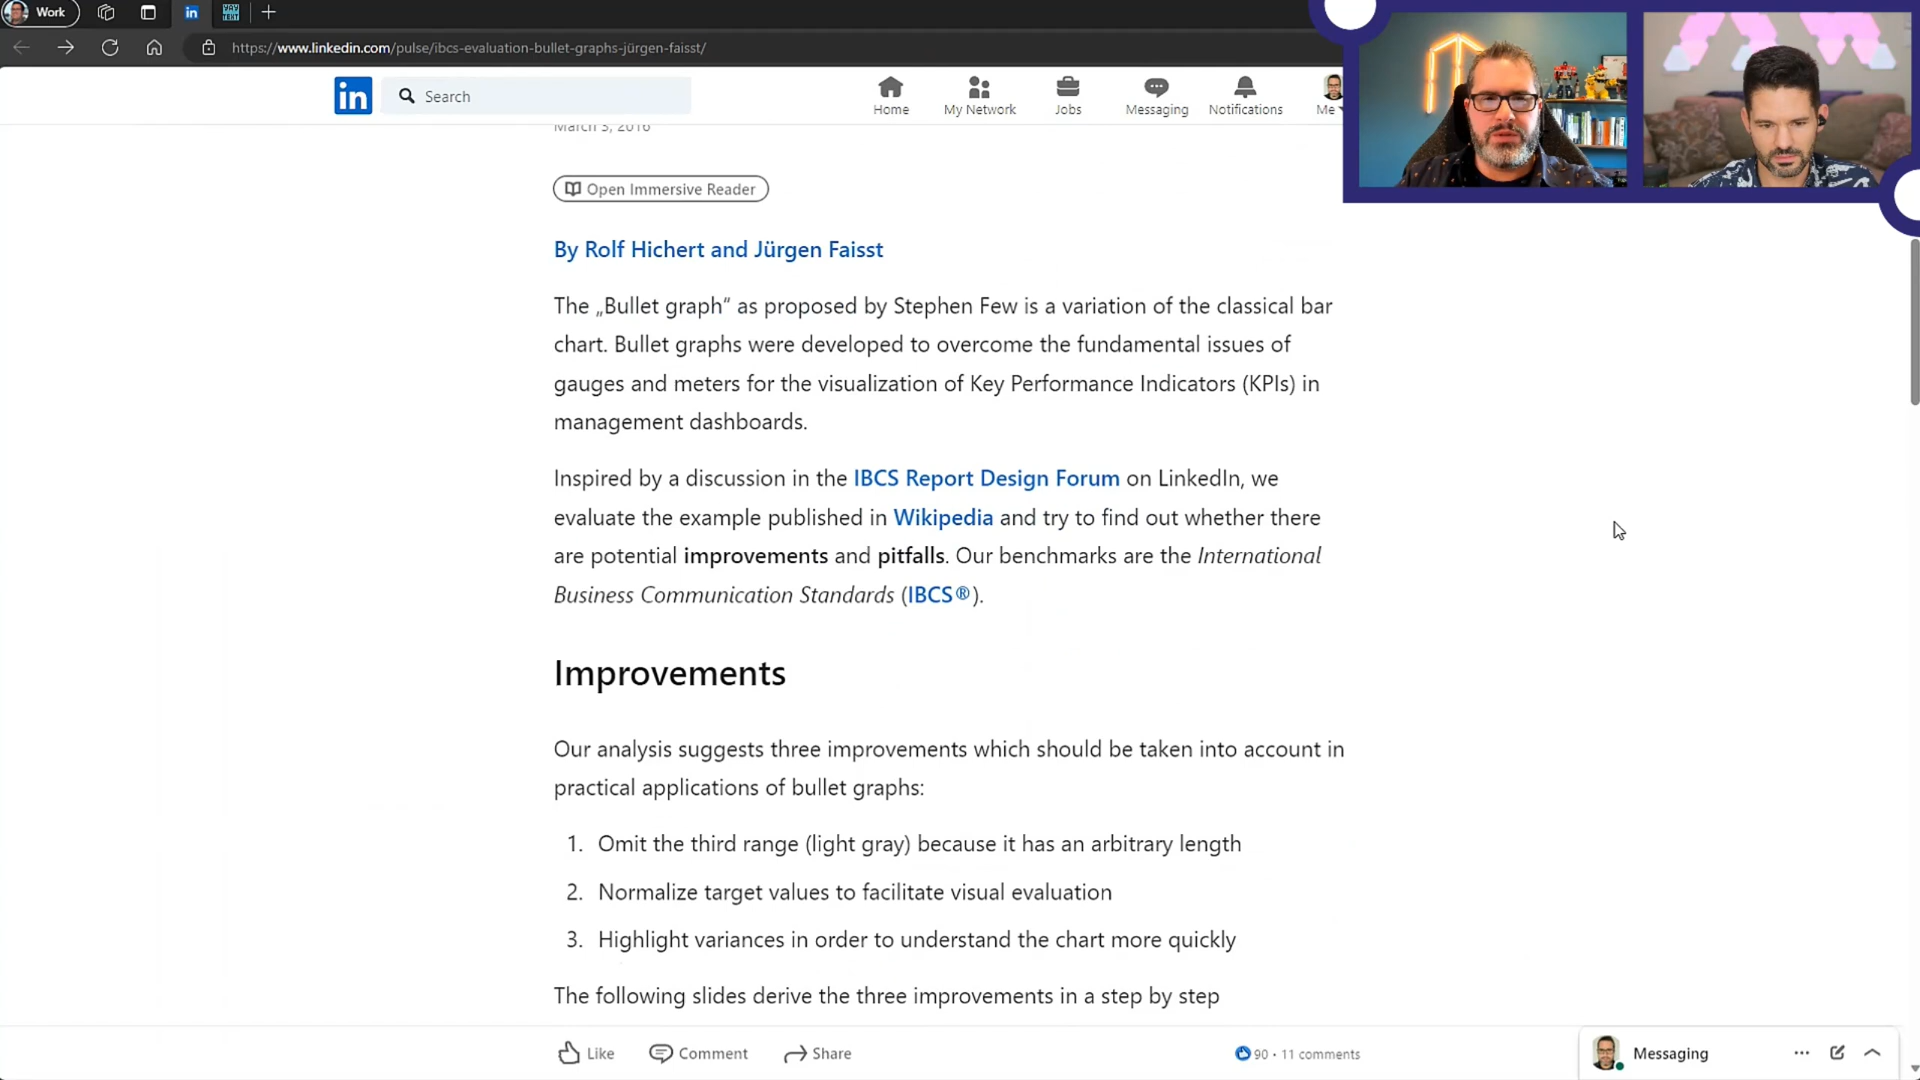 Work
https://www.linkedin.com/pulse/ibcs-evaluation-bullet-graphs-jürgen-faisst/
in
Search
Home
My Network
Jobs
Messaging
Notifications
Me
March 3, 2016
Open Immersive Reader
By Rolf Hichert and Jürgen Faisst
The „Bullet graph“ as proposed by Stephen Few is a variation of the classical bar
chart. Bullet graphs were developed to overcome the fundamental issues of
gauges and meters for the visualization of Key Performance Indicators (KPIs) in
management dashboards.
Inspired by a discussion in the IBCS Report Design Forum on LinkedIn, we
evaluate the example published in Wikipedia and try to find out whether there
are potential improvements and pitfalls. Our benchmarks are the International
Business Communication Standards (IBCS®).
Improvements
Our analysis suggests three improvements which should be taken into account in
practical applications of bullet graphs:
1. Omit the third range (light gray) because it has an arbitrary length
2. Normalize target values to facilitate visual evaluation
3. Highlight variances in order to understand the chart more quickly
The following slides derive the three improvements in a step by step
Like
Comment
Share
90 • 11 comments
Messaging